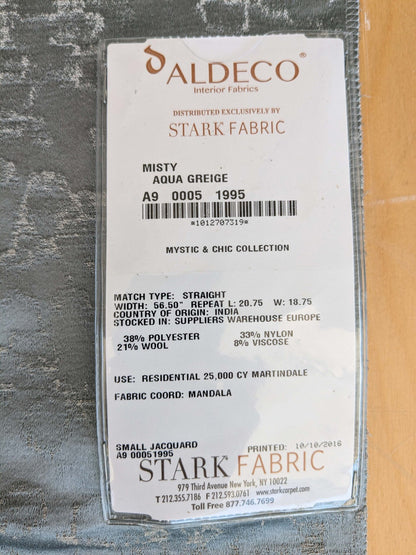 ALDECO®
Interior Fabrics
DISTRIBUTED EXCLUSIVELY BY
STARK FABRIC
MISTY
AQUA GREIGE
A9 0005 1995
*1012707319*
MYSTIC & CHIC COLLECTION
MATCH TYPE: STRAIGHT
WIDTH: 56.50" REPEAT L: 20.75 W: 18.75
COUNTRY OF ORIGIN: INDIA
STOCKED IN: SUPPLIERS WAREHOUSE EUROPE
38% POLYESTER 33% NYLON
21% WOOL 8% VISCOSE
USE: RESIDENTIAL 25,000 CY MARTINDALE
FABRIC COORD: MANDALA
SMALL JACQUARD PRINTED: 10/10/2016
A9 00051995
STARK FABRIC
979 Third Avenue New York, NY 10022
T 212.355.7186 F 212.593.0761 www.starkcarpet.com
Toll Free 877.746.7699